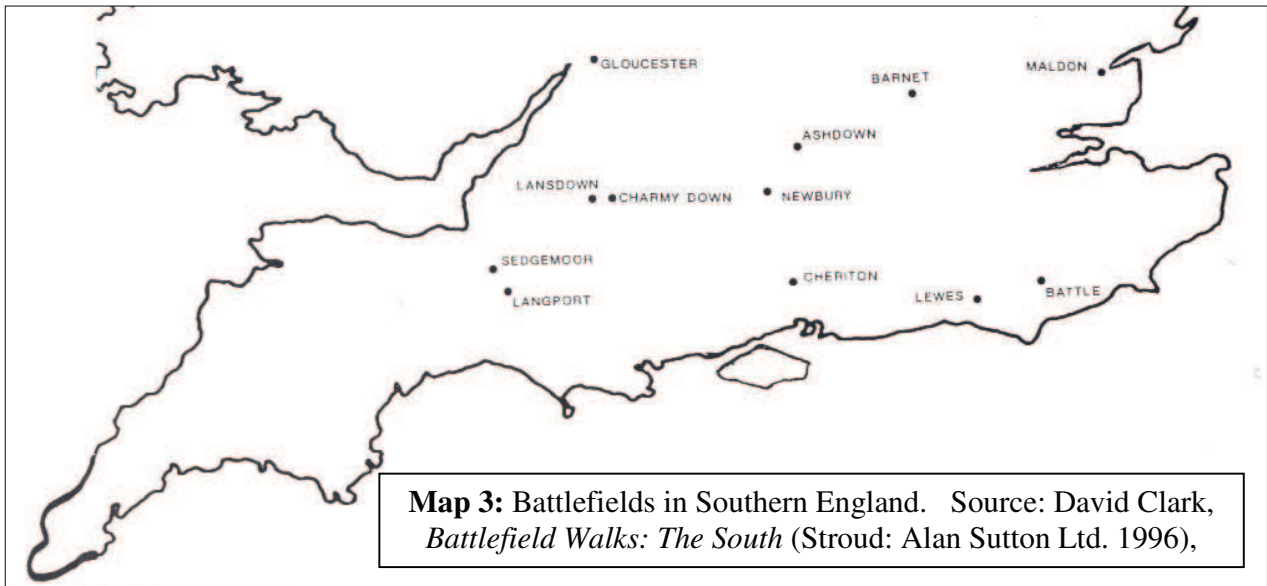 GLOUCESTER
BARNET
MALDON
ASHDOWN
LANSDOWN
CHARMY DOWN
NEWBURY
SEDGEMOOR
LANGPORT
CHERITON
LEWES
BATTLE
Map 3: Battlefields in Southern England. Source: David Clark,
Battlefield Walks: The South (Stroud: Alan Sutton Ltd. 1996),